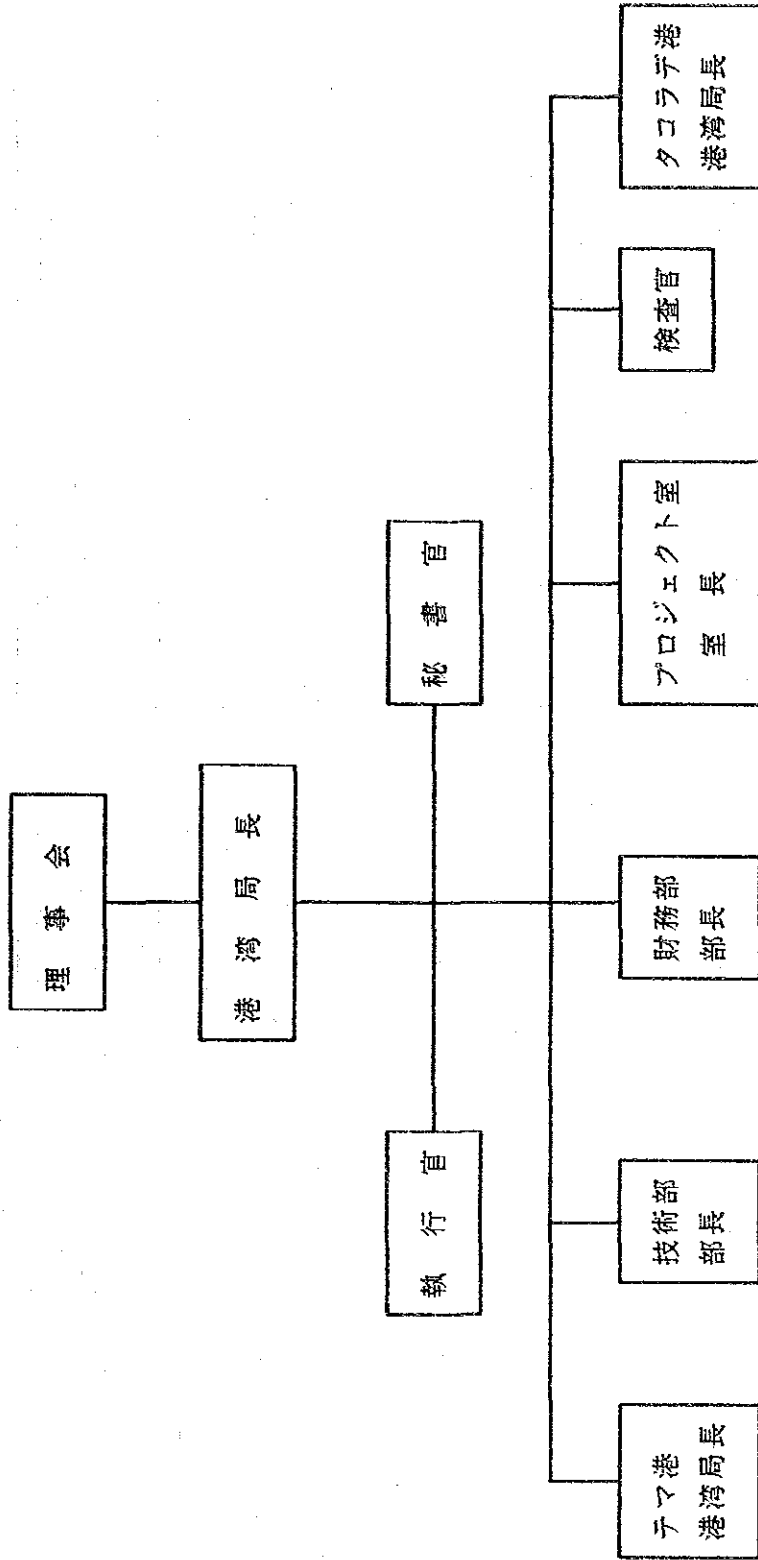 理事会
港湾局長
執行官
秘書官
テマ港
港湾局長
技術部
部長
財務部
部長
プロジェクト室
室長
検査官
タコラデ港
港湾局長